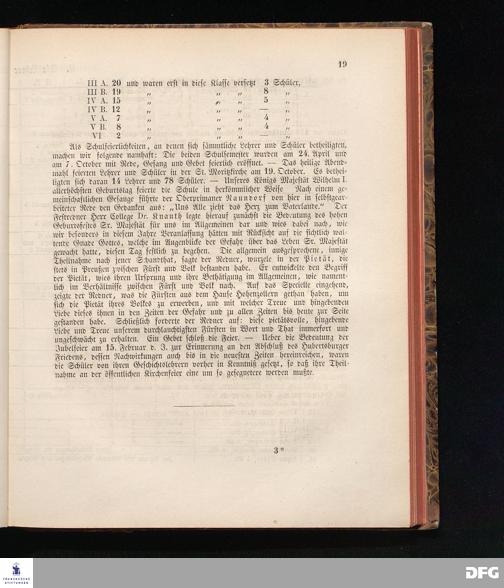 19
III A. 20 und waren erst in diese Klasse versetzt 3 Schüler,
III B. 19 „ „ „ 8 „
IV A. 15 „ „ „ 5 „
IV B. 12 „ „ „ — „
V A. 7 „ „ „ 4 „
V B. 8 „ „ „ 4 „
VI 2 „ „ „ — „
Als Schulfeierlichkeiten, an denen sich sämmtliche Lehrer und Schüler betheiligten,
machen wir folgende namhaft: Die beiden Schulsemester wurden am 24. April und
am 7. October mit Rede, Gesang und Gebet feierlich eröffnet. — Das heilige Abend-
mahl feierten Lehrer und Schüler in der St. Moritzkirche am 19. October. Es bethei-
ligten sich daran 14 Lehrer und 78 Schüler. — Unseres Königs Majestät Wilhelm I.
allerhöchsten Geburtstag feierte die Schule in herkömmlicher Weise Nach einem ge-
meinschaftlichen Gesange führte der Oberprimaner Naundorf von hier in selbstgear-
beiteter Rede den Gedanken aus: „Uns Alle zieht das Herz zum Vaterlande.“ Der
Festredner Herr College Dr. Knauth legte hierauf zunächst die Bedeutung des hohen
Geburtsfestes Sr. Majestät für uns im Allgemeinen dar und wies dabei nach, wie
wir besonders in diesem Jahre Veranlassung hätten mit Rücksicht auf die sichtlich wal-
tende Gnade Gottes, welche im Augenblicke der Gefahr über das Leben Sr. Majestät
gewacht hatte, diesen Tag festlich zu begehen. Die allgemein ausgesprochene, innige
Theilnahme nach jener Schandthat, sagte der Redner, wurzele in der Pietät, die
stets in Preußen zwischen Fürst und Volk bestanden habe. Er entwickelte den Begriff
der Pietät, wies ihren Ursprung und ihre Bethätigung im Allgemeinen, wie nament-
lich im Verhältnisse zwischen Fürst und Volk nach. Auf das Specielle eingehend,
zeigte der Redner, was die Fürsten aus dem Hause Hohenzollern gethan haben, um
sich die Pietät ihres Volkes zu erwerben, und mit welcher Treue und hingebenden
Liebe dieses ihnen in den Zeiten der Gefahr und zu allen Zeiten bis heute zur Seite
gestanden habe. Schließlich forderte der Redner auf: diese pietätsvolle, hingebende
Liebe und Treue unserem durchlauchtigsten Fürsten in Wort und That immerfort und
ungeschwächt zu erhalten. Ein Gebet schloß die Feier. — Ueber die Bedeutung der
Jubelfeier am 15. Februar d. J. zur Erinnerung an den Abschluß des Hubertsburger
Friedens, dessen Nachwirkungen auch bis in die neuesten Zeiten hereinreichen, waren
die Schüler von ihren Geschichtslehrern vorher in Kenntniß gesetzt, so daß ihre Theil-
nahme an der öffentlichen Kirchenfeier eine um so gesegnetere werden mußte.
3*
FRANCKESCHE
STIFTUNGEN
DFG